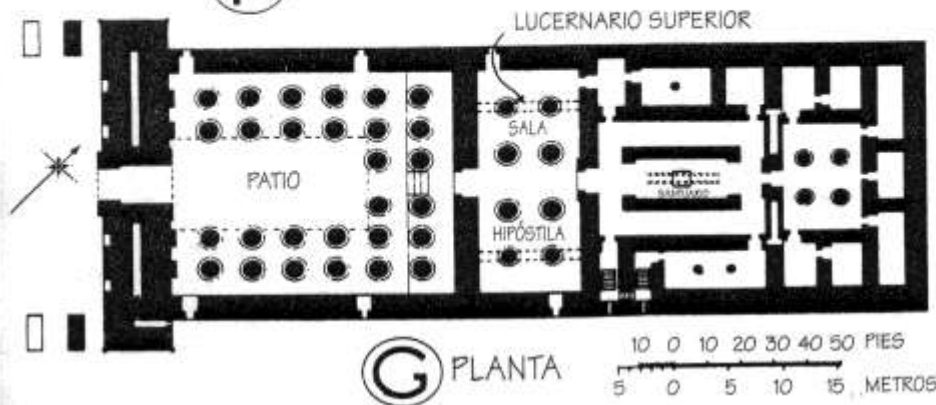 LUCERNARIO SUPERIOR
SALA
PATIO
SANTUARIO
HIPÓSTILA
G PLANTA
10 0 10 20 30 40 50 PIES
5 0 5 10 15 METROS